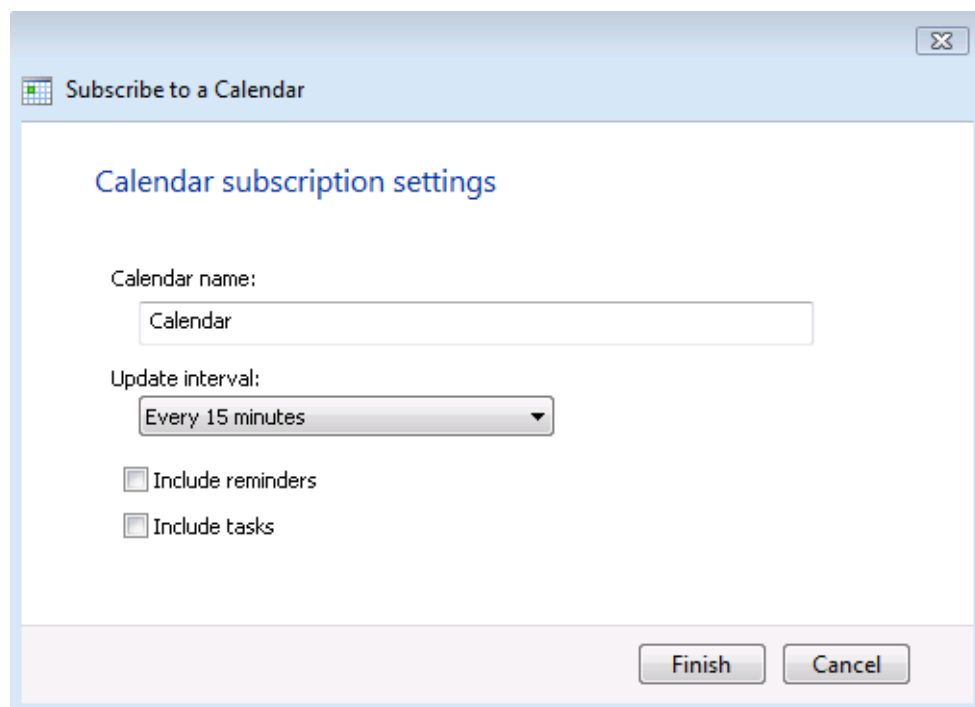 Subscribe to a Calendar
Calendar subscription settings
Calendar name:
Calendar
Update interval:
Every 15 minutes
Include reminders
Include tasks
Finish Cancel